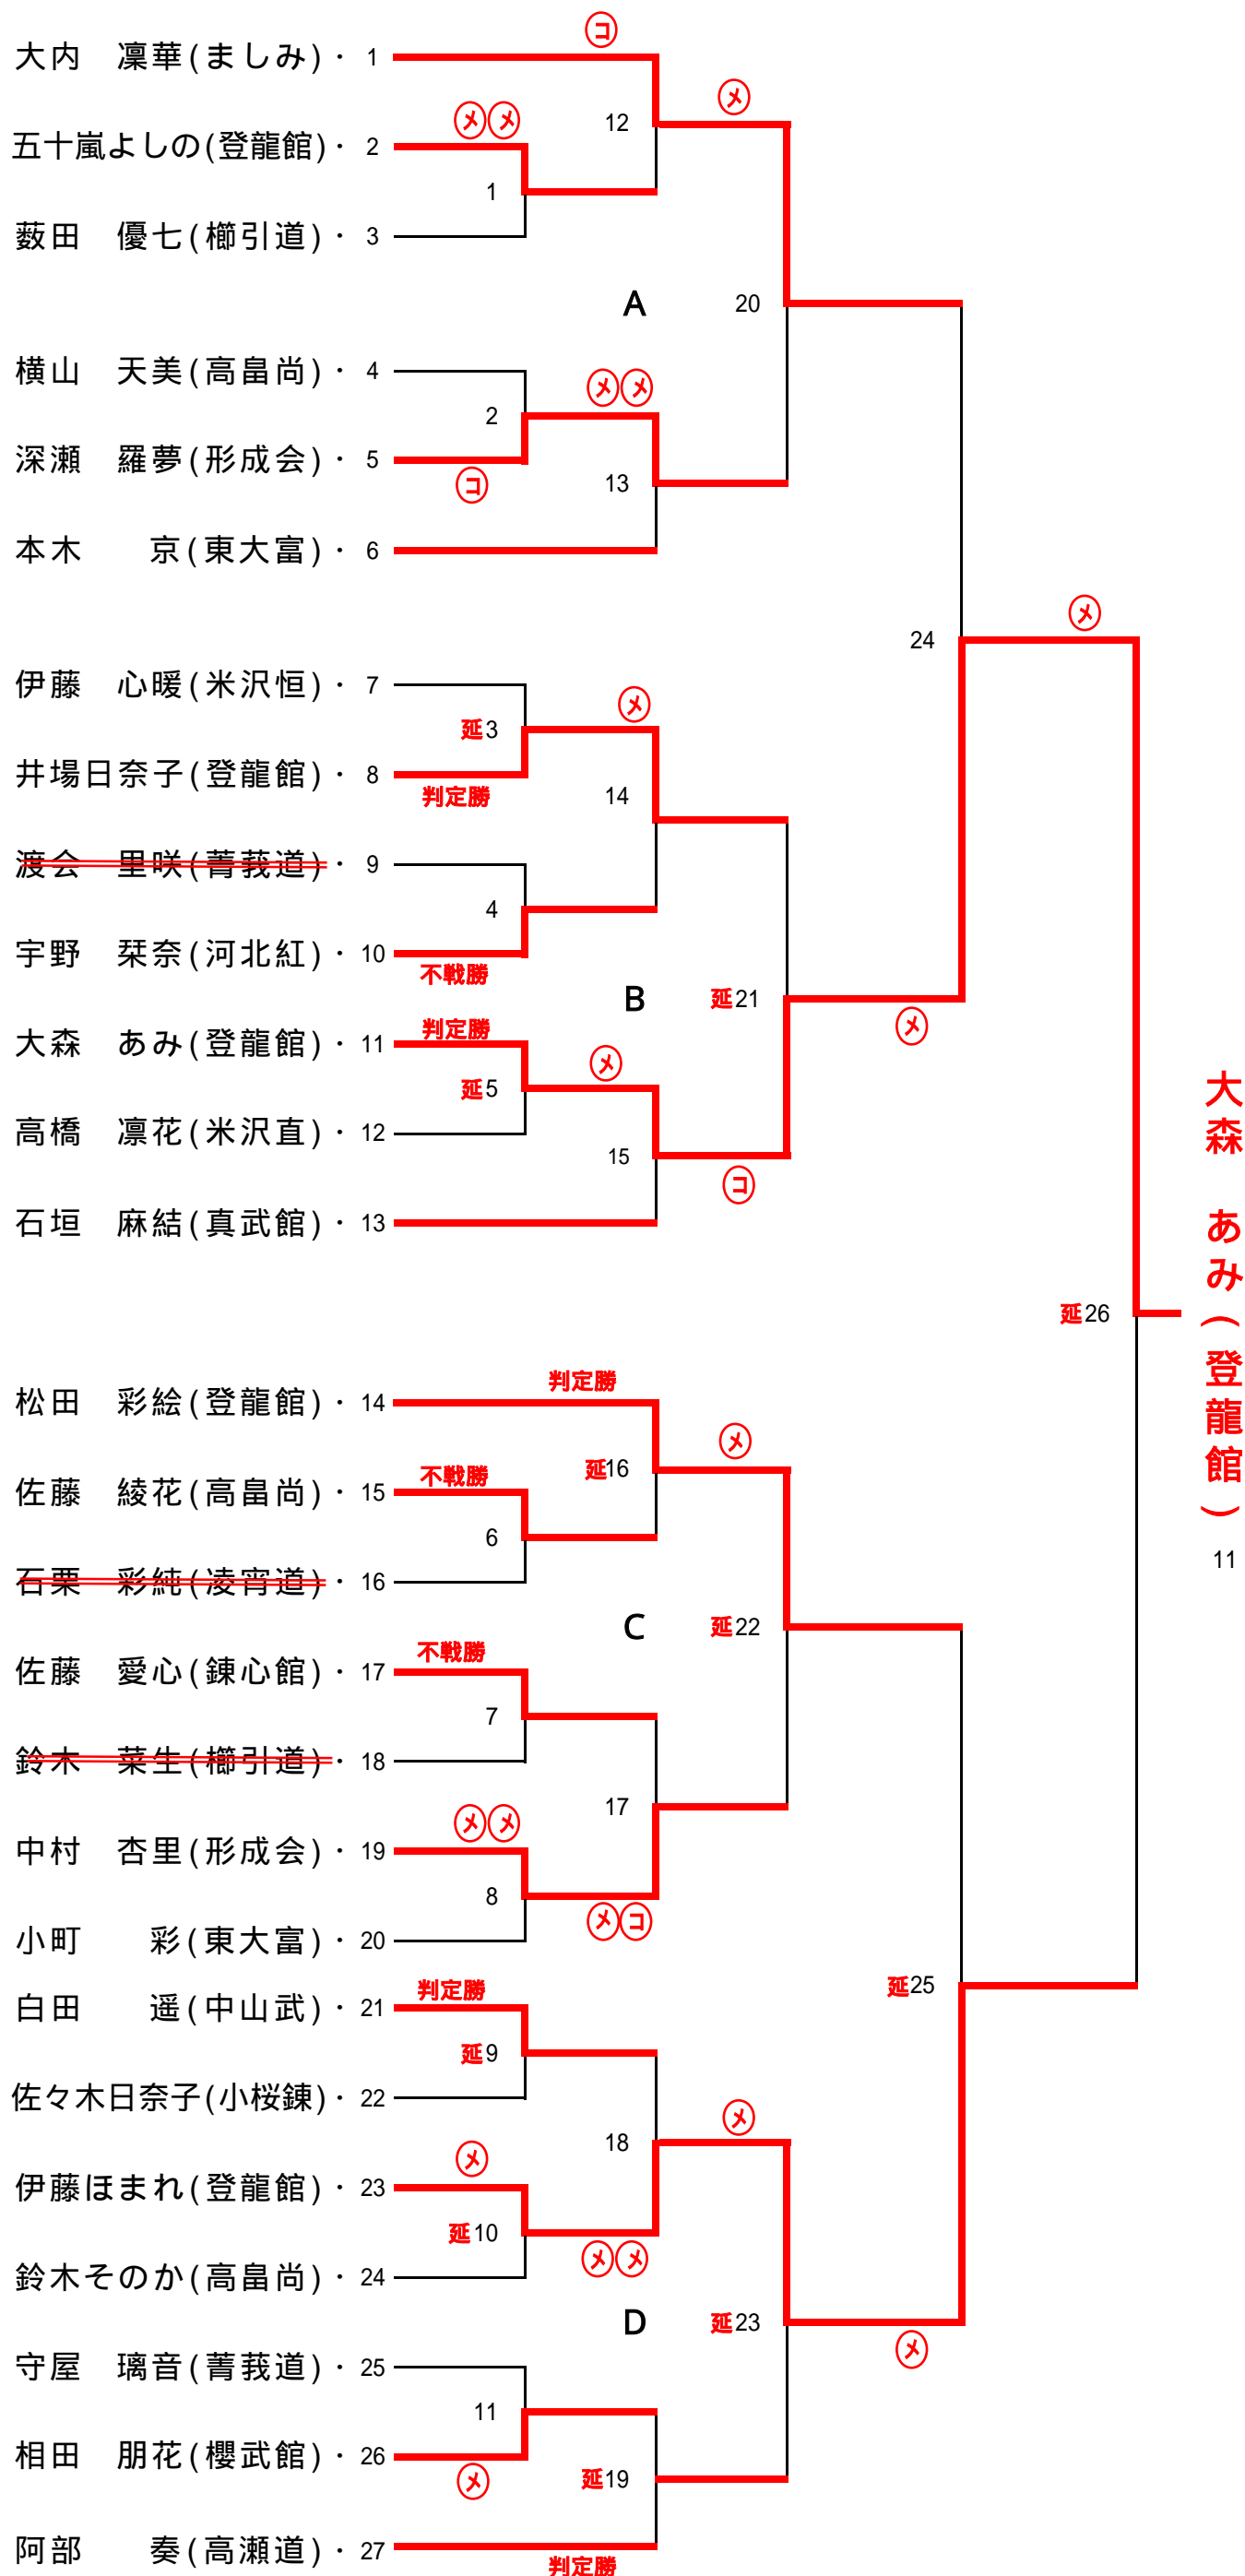 コ
大内　凜華(ましみ)・ 1
メ
メメ
12
五十嵐よしの(登龍館)・ 2
1
薮田　優七(櫛引道)・ 3
A
20
横山　天美(高畠尚)・ 4
メメ
2
深瀬　羅夢(形成会)・ 5
コ
13
本木　　京(東大富)・ 6
メ
24
伊藤　心暖(米沢恒)・ 7
メ
延3
井場日奈子(登龍館)・ 8
判定勝
14
渡会　里咲(菁莪道)・ 9
4
宇野　栞奈(河北紅)・ 10
不戦勝
B
延21
メ
判定勝
大森　あみ(登龍館)・ 11
メ
延5
高橋　凛花(米沢直)・ 12
15
コ
石垣　麻結(真武館)・ 13
大森　あみ(登龍館)
11
延26
判定勝
松田　彩絵(登龍館)・ 14
メ
延16
不戦勝
佐藤　綾花(高畠尚)・ 15
6
石栗　彩純(凌宵道)・ 16
C
延22
不戦勝
佐藤　愛心(錬心館)・ 17
7
鈴木　菜生(櫛引道)・ 18
17
メメ
中村　杏里(形成会)・ 19
8
メコ
小町　　彩(東大富)・ 20
延25
判定勝
白田　　遥(中山武)・ 21
延9
佐々木日奈子(小桜錬)・ 22
メ
18
メ
伊藤ほまれ(登龍館)・ 23
延10
メメ
鈴木そのか(高畠尚)・ 24
D
延23
メ
守屋　璃音(菁莪道)・ 25
11
相田　朋花(櫻武館)・ 26
メ
延19
阿部　　奏(高瀬道)・ 27
判定勝